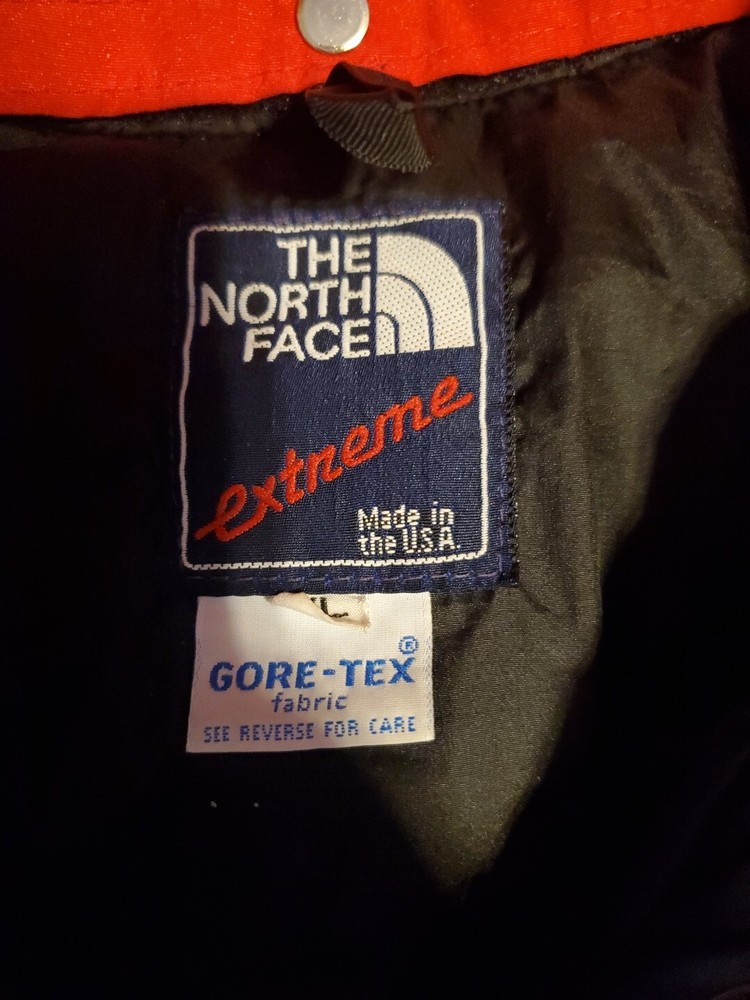 THE
NORTH
FACE
extreme
Made in
the U.S.A.
GORE-TEX®
fabric
SEE REVERSE FOR CARE